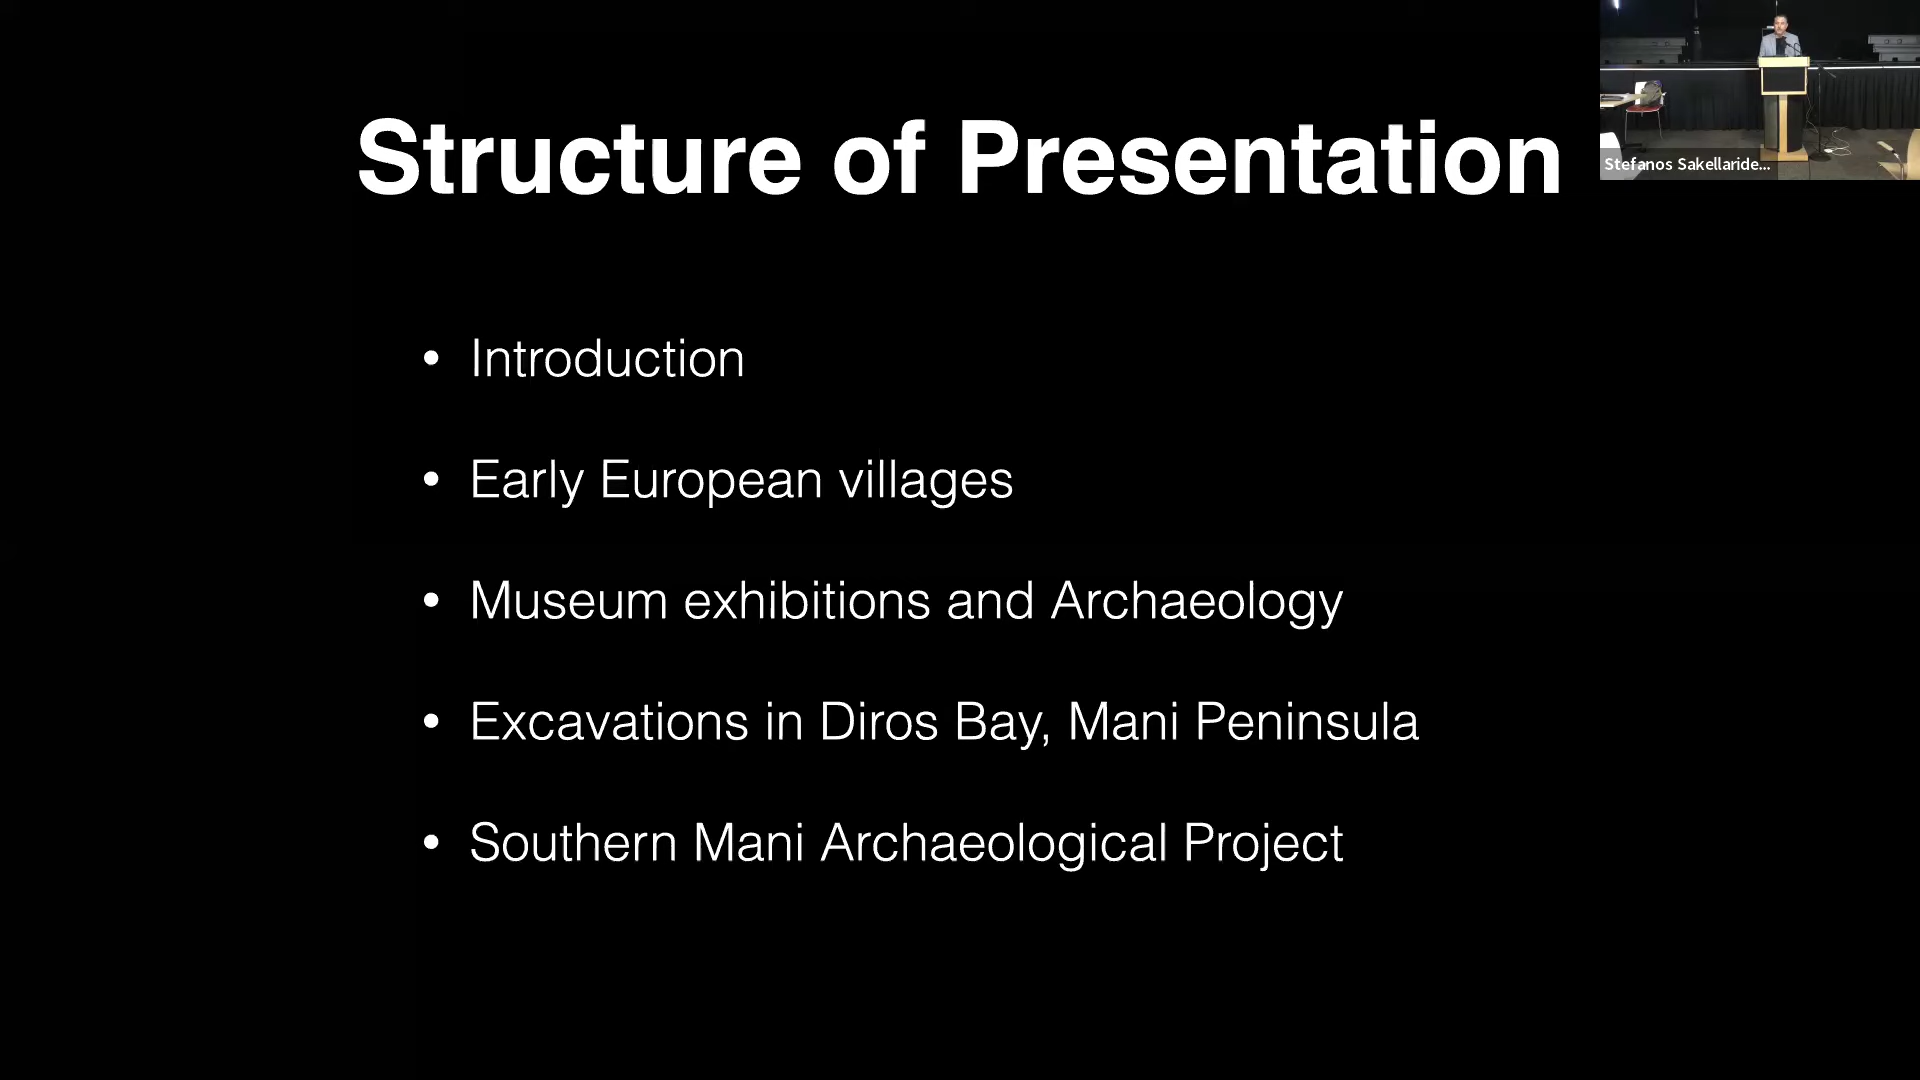 Structure of Presentation
Stefanos Sakellaride...
• Introduction
• Early European villages
• Museum exhibitions and Archaeology
• Excavations in Diros Bay, Mani Peninsula
• Southern Mani Archaeological Project